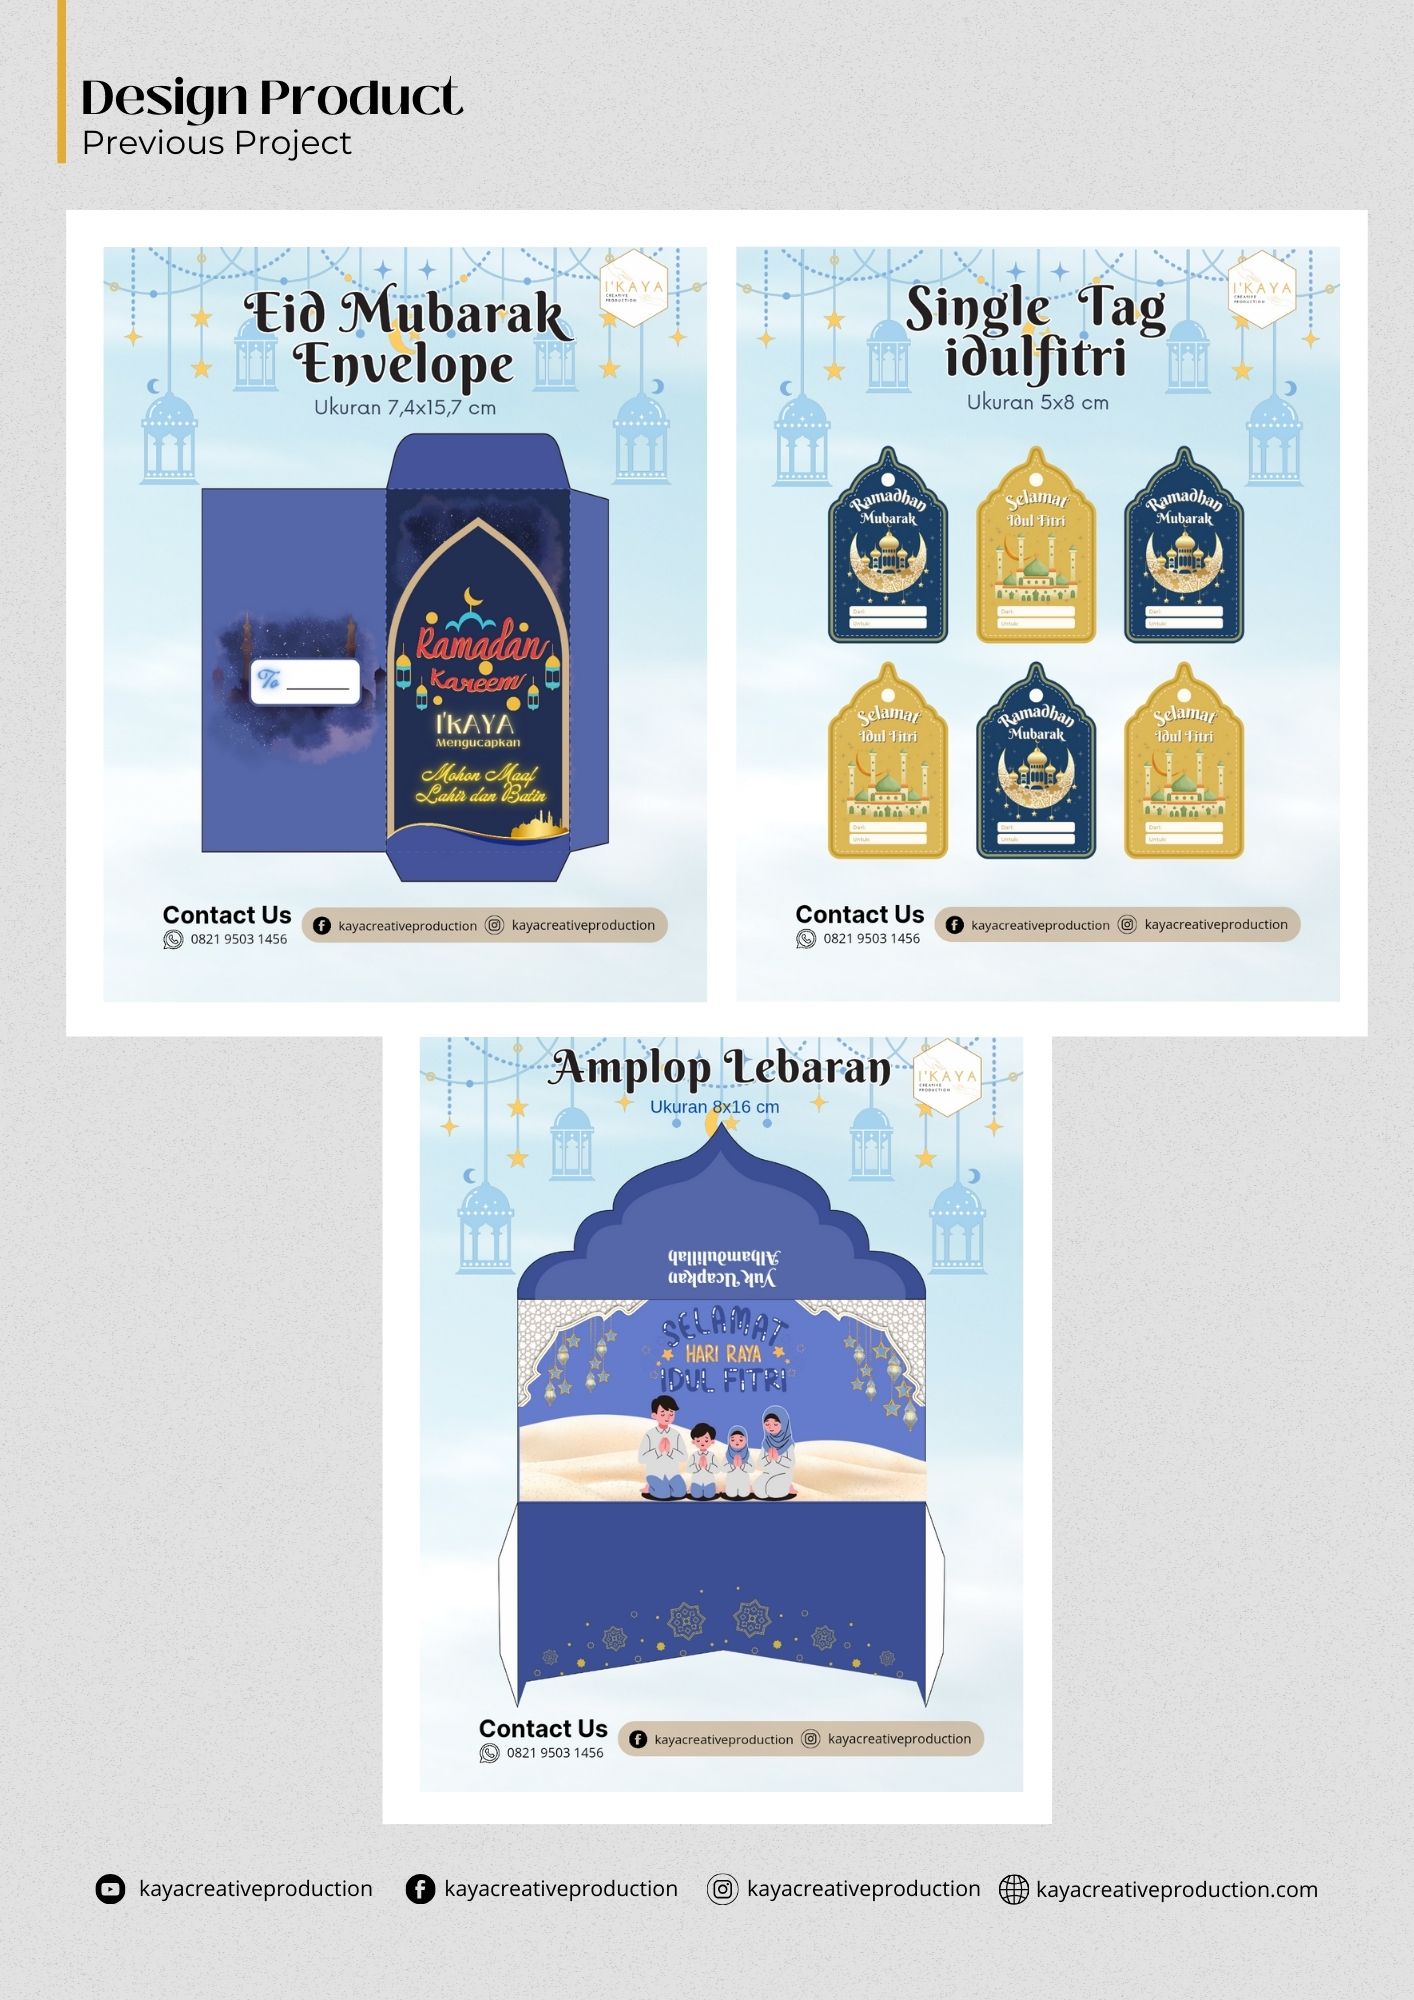 Design Product
Previous Project
Eid Mubarak
Envelope
Ukuran 7,4x15,7 cm
I'KAYA
CREATIVE
PRODUCTION
To
Ramadan
Kareem
I'KAYA
Mengucapkan
Mohon Maaf
Lahir dan Batin
Contact Us
0821 9503 1456
kayacreativeproduction
kayacreativeproduction
Single Tag
idulfitri
Ukuran 5x8 cm
I'KAYA
CREATIVE
PRODUCTION
Ramadhan
Mubarak
Dari:
Untuk:
Selamat
Idul Fitri
Dari:
Untuk:
Ramadhan
Mubarak
Dari:
Untuk:
Selamat
Idul Fitri
Dari:
Untuk:
Ramadhan
Mubarak
Dari:
Untuk:
Selamat
Idul Fitri
Dari:
Untuk:
Contact Us
0821 9503 1456
kayacreativeproduction
kayacreativeproduction
Amplop Lebaran
Ukuran 8x16 cm
I'KAYA
CREATIVE
PRODUCTION
Yuk Ucapkan
Alhamdulillah
SELAMAT
HARI RAYA
IDUL FITRI
Contact Us
0821 9503 1456
kayacreativeproduction
kayacreativeproduction
kayacreativeproduction
kayacreativeproduction
kayacreativeproduction
kayacreativeproduction.com